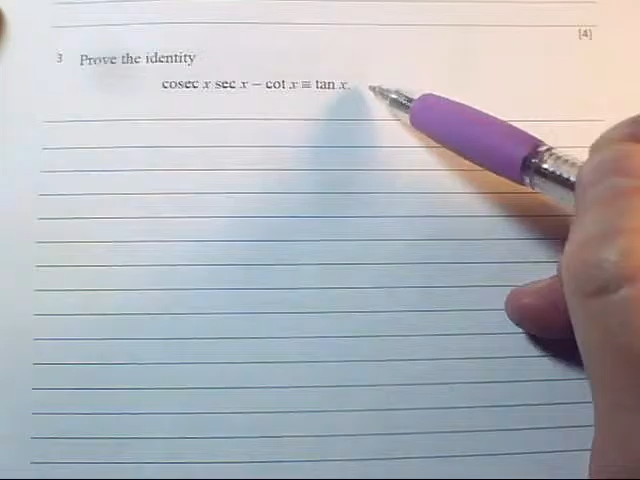 [4]
3 Prove the identity
cosec x sec x − cot x ≡ tan x.